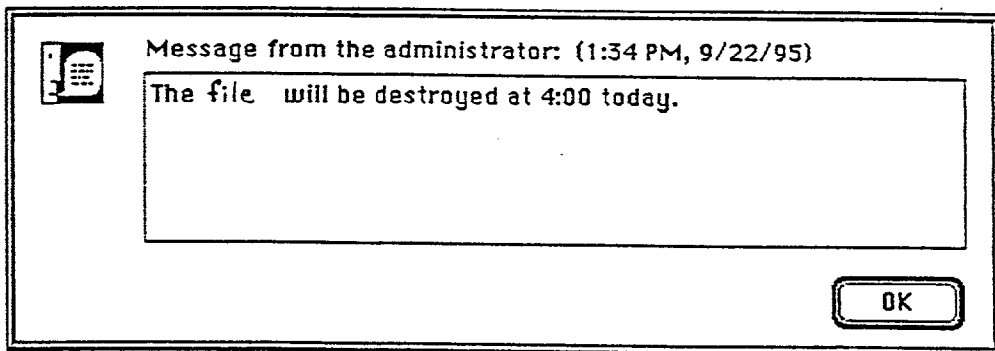 Message from the administrator: (1:34 PM, 9/22/95)
The file will be destroyed at 4:00 today.
OK